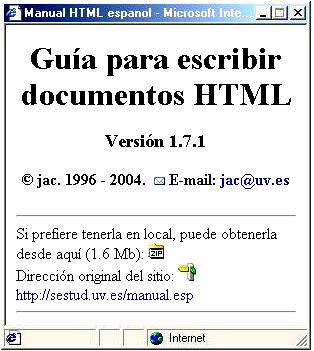 Manual HTML espanol - Microsoft Inte...
Guía para escribir
documentos HTML
Versión 1.7.1
© jac. 1996 - 2004. E-mail: jac@uv.es
Si prefiere tenerla en local, puede obtenerla
desde aquí (1.6 Mb): ZIP
Dirección original del sitio:
http://sestud.uv.es/manual.esp
Internet